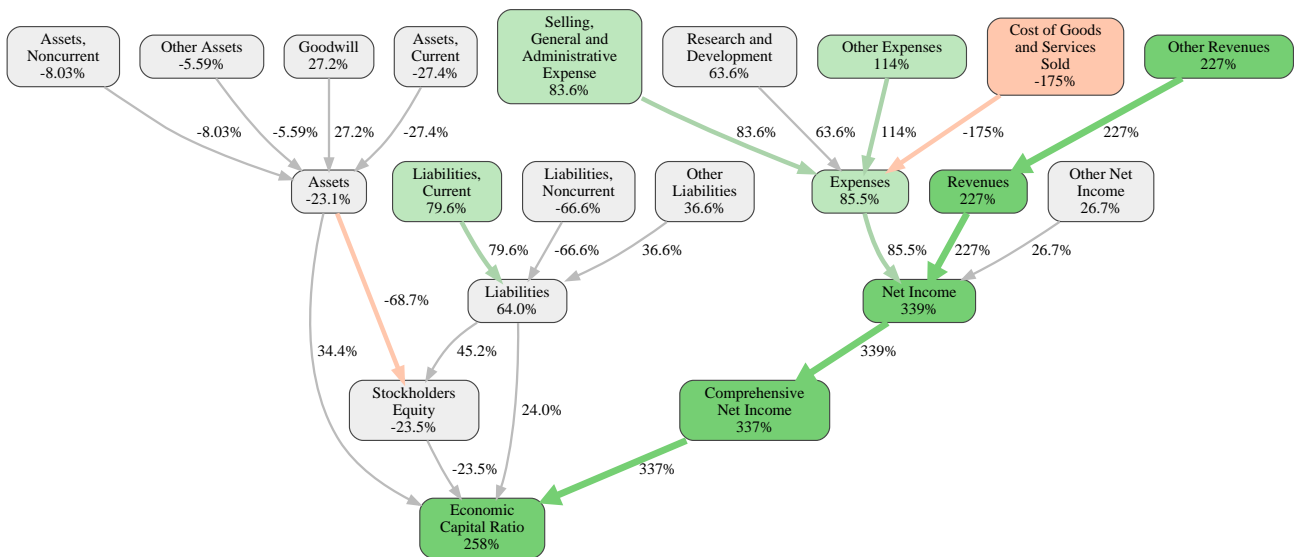 Assets,
Noncurrent
-8.03%
Other Assets
-5.59%
Goodwill
27.2%
Assets,
Current
-27.4%
Selling,
General and
Administrative
Expense
83.6%
Research and
Development
63.6%
Other Expenses
114%
Cost of Goods
and Services
Sold
-175%
Other Revenues
227%
-8.03%
-5.59%
27.2%
-27.4%
83.6%
63.6%
114%
-175%
227%
Assets
-23.1%
Liabilities,
Current
79.6%
Liabilities,
Noncurrent
-66.6%
Other
Liabilities
36.6%
Expenses
85.5%
Revenues
227%
Other Net
Income
26.7%
79.6%
-66.6%
36.6%
85.5%
227%
26.7%
-68.7%
Liabilities
64.0%
Net Income
339%
34.4%
45.2%
339%
Stockholders
Equity
-23.5%
24.0%
Comprehensive
Net Income
337%
-23.5%
337%
Economic
Capital Ratio
258%